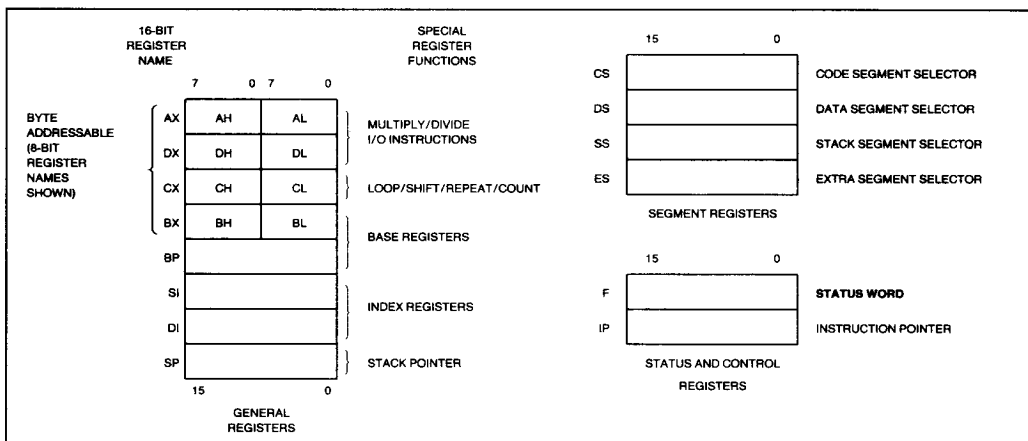 16-BIT
REGISTER
NAME
SPECIAL
REGISTER
FUNCTIONS
7 0 7 0
BYTE
ADDRESSABLE
(8-BIT
REGISTER
NAMES
SHOWN)
AX AH AL
DX DH DL
MULTIPLY/DIVIDE
I/O INSTRUCTIONS
CX CH CL LOOP/SHIFT/REPEAT/COUNT
BX BH BL
BP
BASE REGISTERS
SI
DI
INDEX REGISTERS
SP STACK POINTER
15 0
GENERAL
REGISTERS
15 0
CS CODE SEGMENT SELECTOR
DS DATA SEGMENT SELECTOR
SS STACK SEGMENT SELECTOR
ES EXTRA SEGMENT SELECTOR
SEGMENT REGISTERS
15 0
F STATUS WORD
IP INSTRUCTION POINTER
STATUS AND CONTROL
REGISTERS